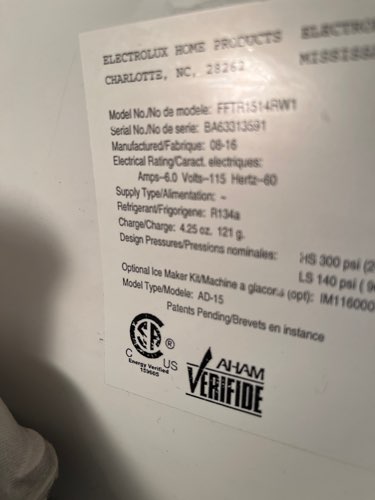 ELECTROLUX HOME PRODUCTS ELECTRO
CHARLOTTE, NC, 28262 MISSISS
Model No./No de modele: FFTR1514RW1
Serial No./No de serie: BA63313591
Manufactured/Fabrique: 08-16
Electrical Rating/Caract. electriques:
Amps-6.0 Volts-115 Hertz-60
Supply Type/Alimentation: ~
Refrigerant/Frigorigene: R134a
Charge/Charge: 4.25 oz. 121 g.
Design Pressures/Pressions nominales: HS 300 psi (2
LS 140 psi ( 9
Optional Ice Maker Kit/Machine a glacons (opt): IM116000
Model Type/Modele: AD-15
Patents Pending/Brevets en instance
C US ®
Energy Verified
AHAM
VERIFIDE